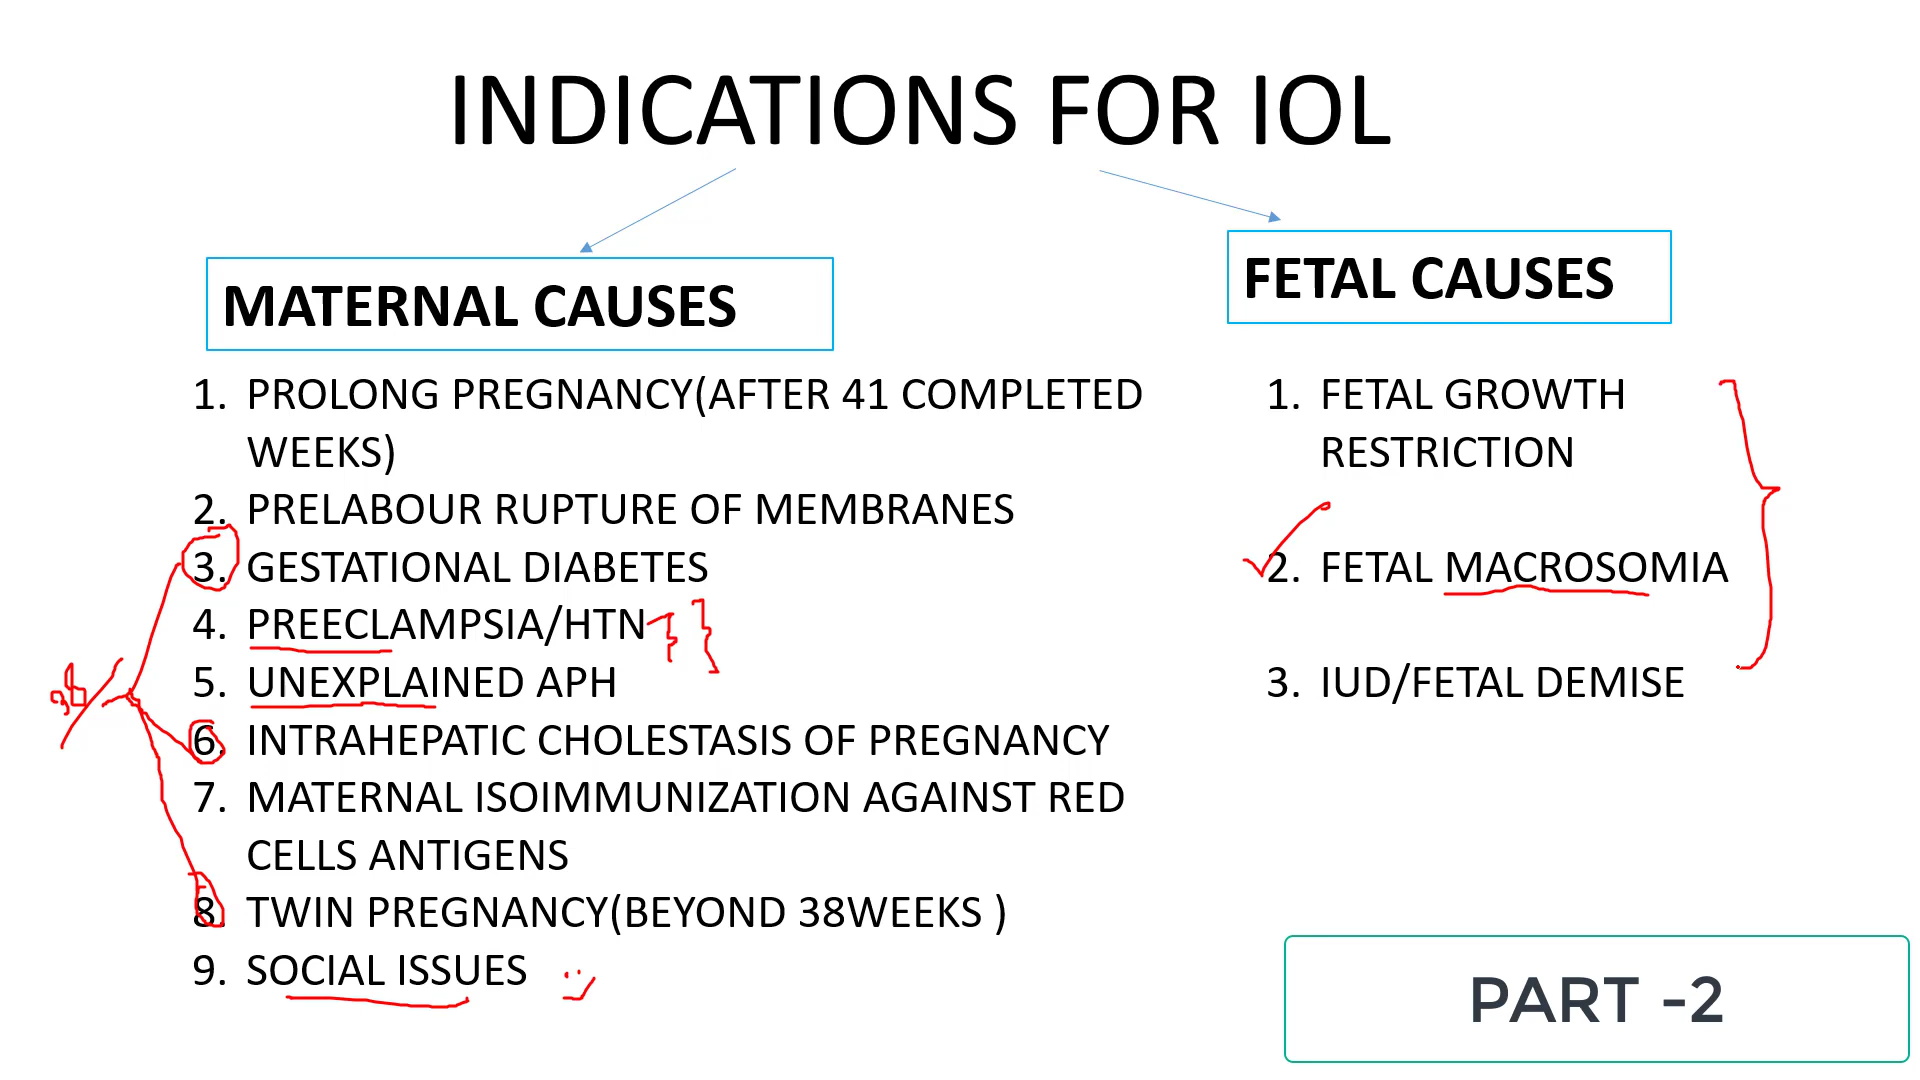 INDICATIONS FOR IOL
MATERNAL CAUSES
1. PROLONG PREGNANCY(AFTER 41 COMPLETED
WEEKS)
2. PRELABOUR RUPTURE OF MEMBRANES
3. GESTATIONAL DIABETES
4. PREECLAMPSIA/HTN
5. UNEXPLAINED APH
6. INTRAHEPATIC CHOLESTASIS OF PREGNANCY
7. MATERNAL ISOIMMUNIZATION AGAINST RED
CELLS ANTIGENS
8. TWIN PREGNANCY(BEYOND 38WEEKS )
9. SOCIAL ISSUES
FETAL CAUSES
1. FETAL GROWTH
RESTRICTION
2. FETAL MACROSOMIA
3. IUD/FETAL DEMISE
PART -2